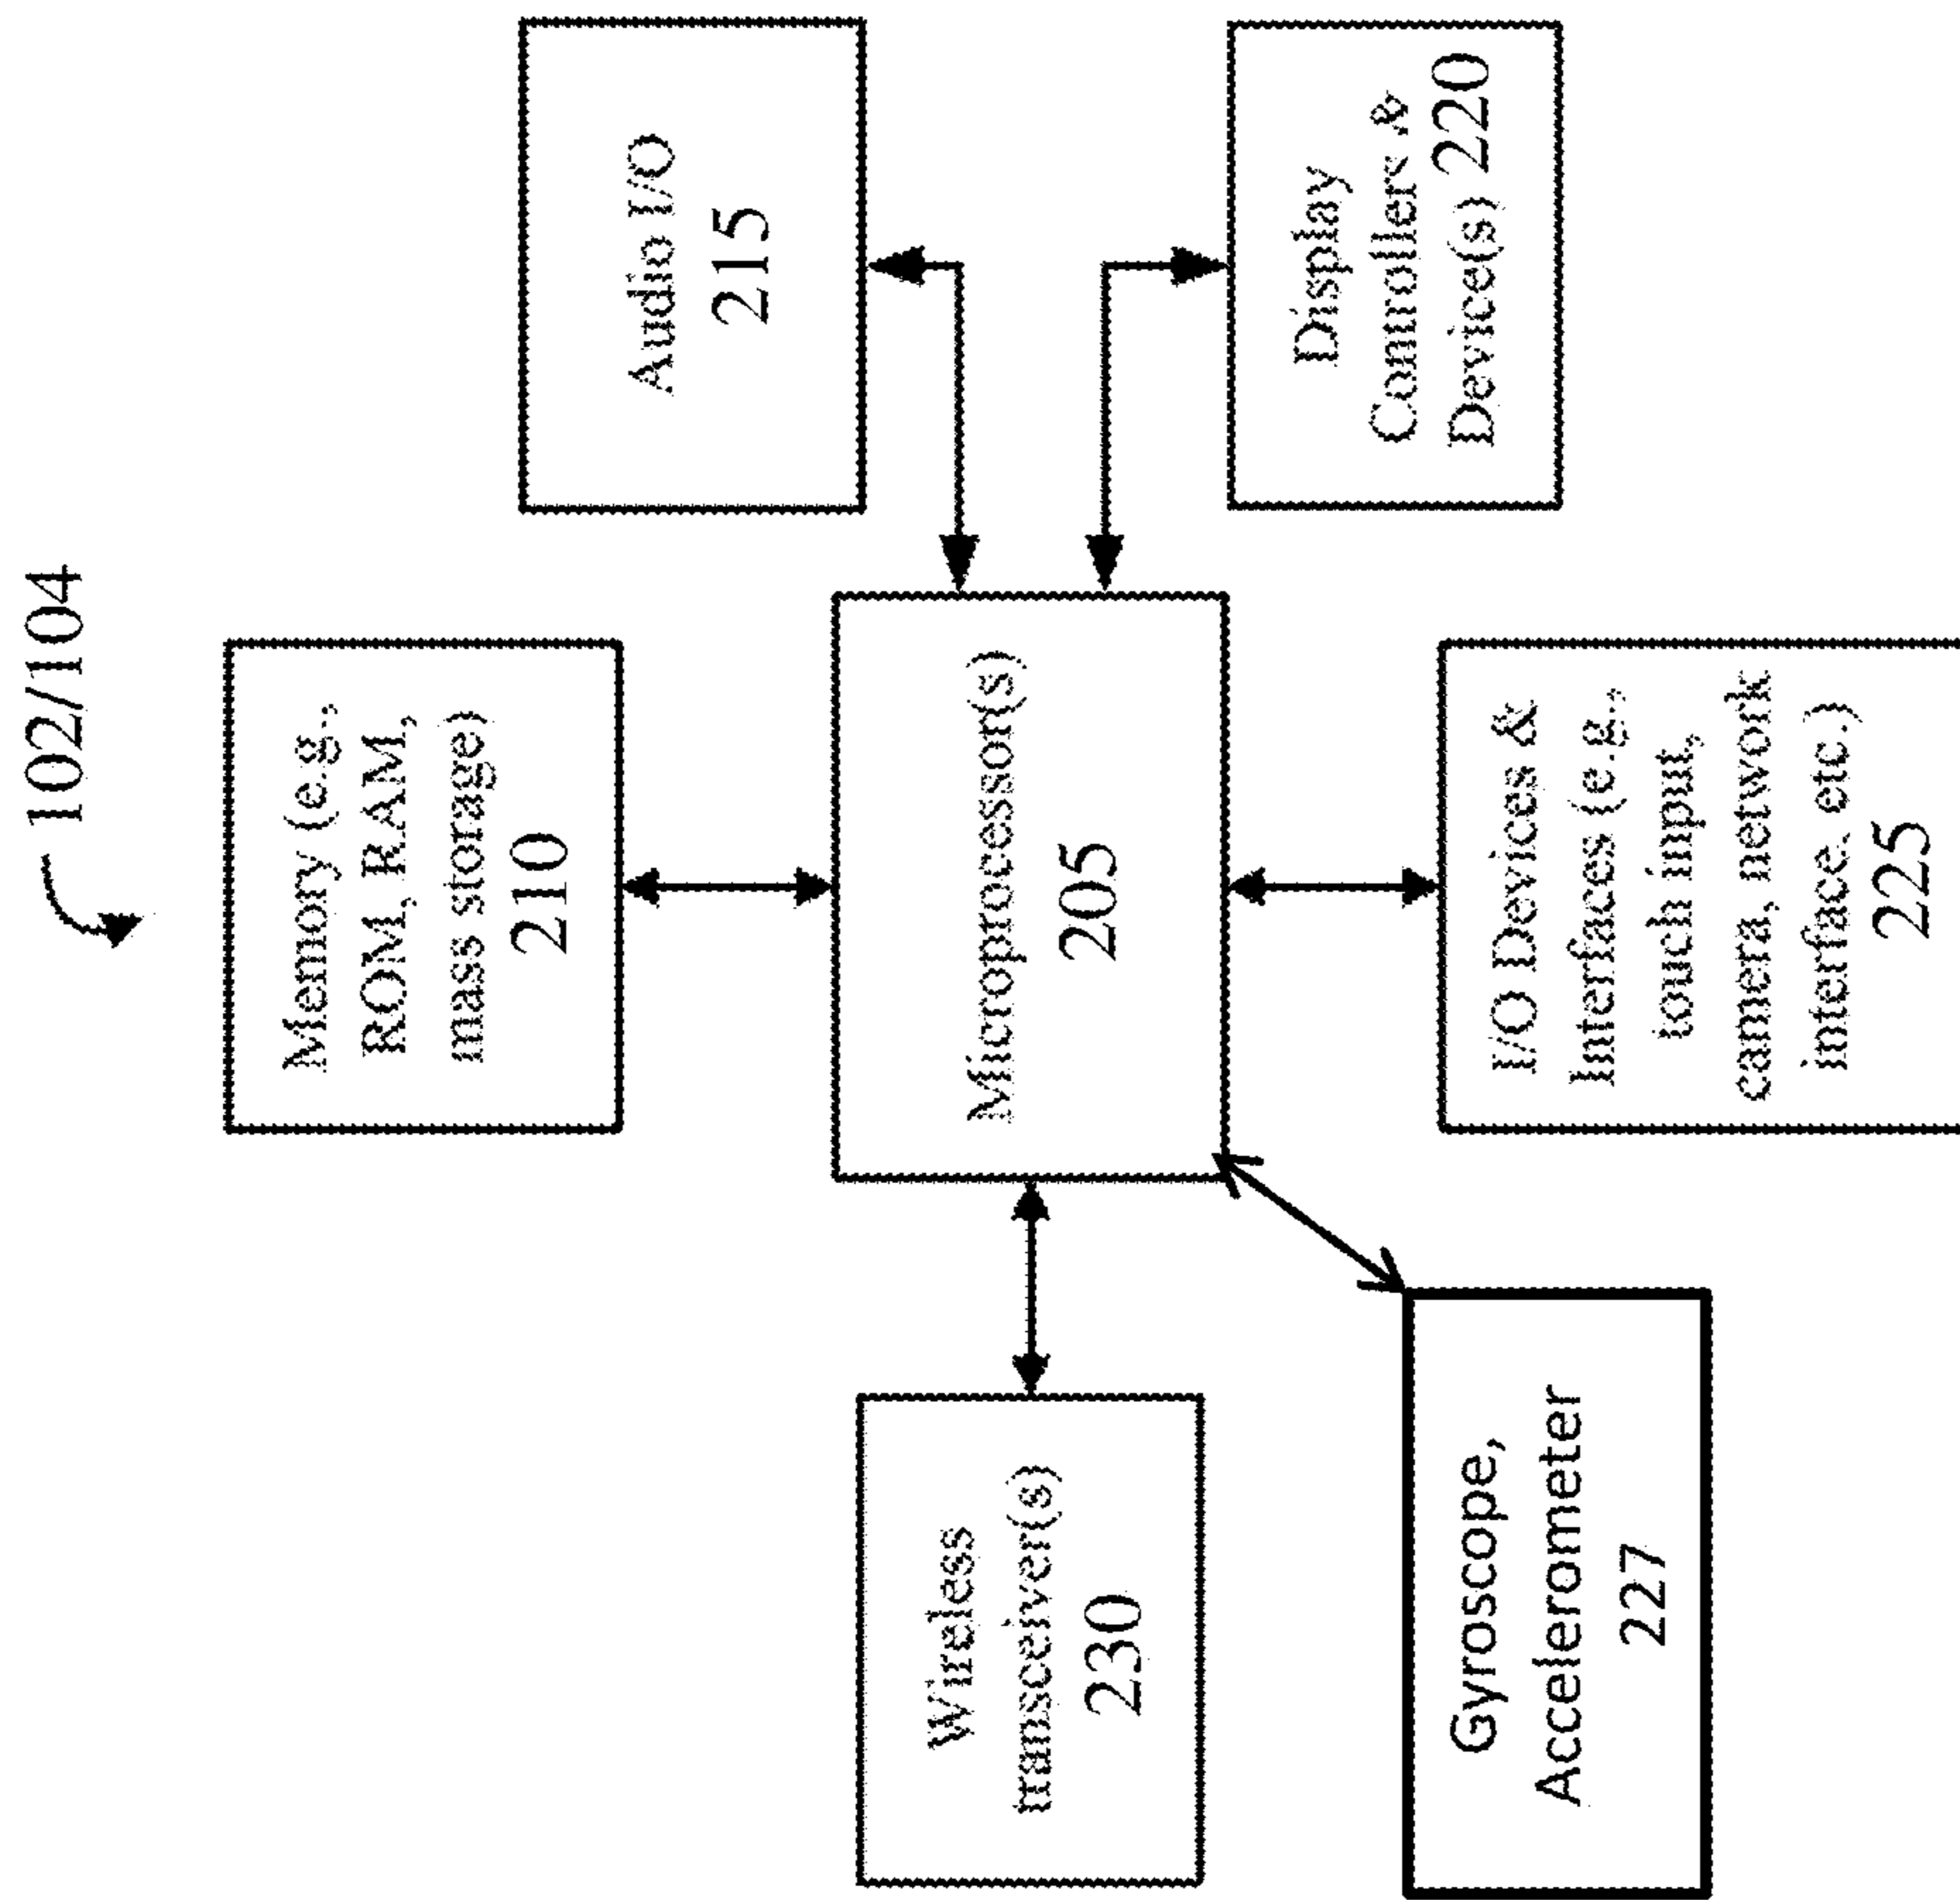 102/104
Memory (e.g.,
ROM, RAM,
mass storage)
210
Audio I/O
215
Microprocessor(s)
205
Wireless
transceiver(s)
230
Display
Controllers &
Device(s) 220
I/O Devices &
Interfaces (e.g.,
touch input,
camera, network
interface, etc.)
225
Gyroscope,
Accelerometer
227